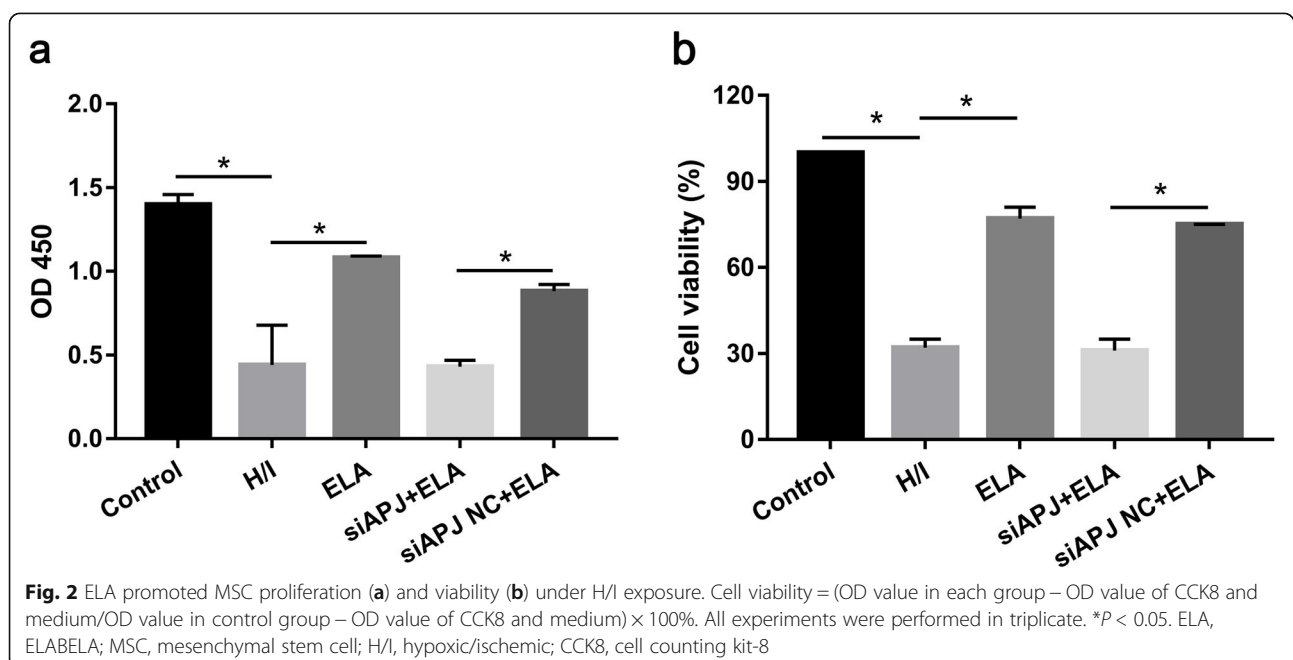 a
b
2.0
1.5
1.0
0.5
0.0
OD 450
*
*
*
Control
H/I
ELA
siAPJ+ELA
siAPJ NC+ELA
120
90
60
30
0
Cell viability (%)
*
*
*
Control
H/I
ELA
siAPJ+ELA
siAPJ NC+ELA
Fig. 2 ELA promoted MSC proliferation (a) and viability (b) under H/I exposure. Cell viability = (OD value in each group – OD value of CCK8 and
medium/OD value in control group – OD value of CCK8 and medium) × 100%. All experiments were performed in triplicate. *P < 0.05. ELA,
ELABELA; MSC, mesenchymal stem cell; H/I, hypoxic/ischemic; CCK8, cell counting kit-8